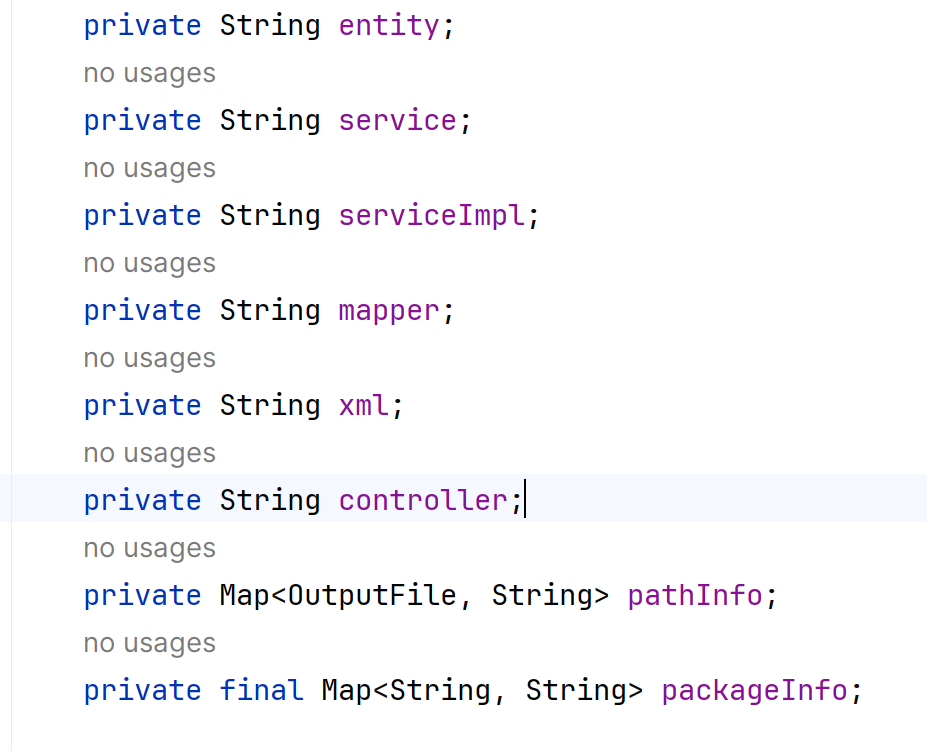 private String entity;
no usages
private String service;
no usages
private String serviceImpl;
no usages
private String mapper;
no usages
private String xml;
no usages
private String controller;
no usages
private Map<OutputFile, String> pathInfo;
no usages
private final Map<String, String> packageInfo;